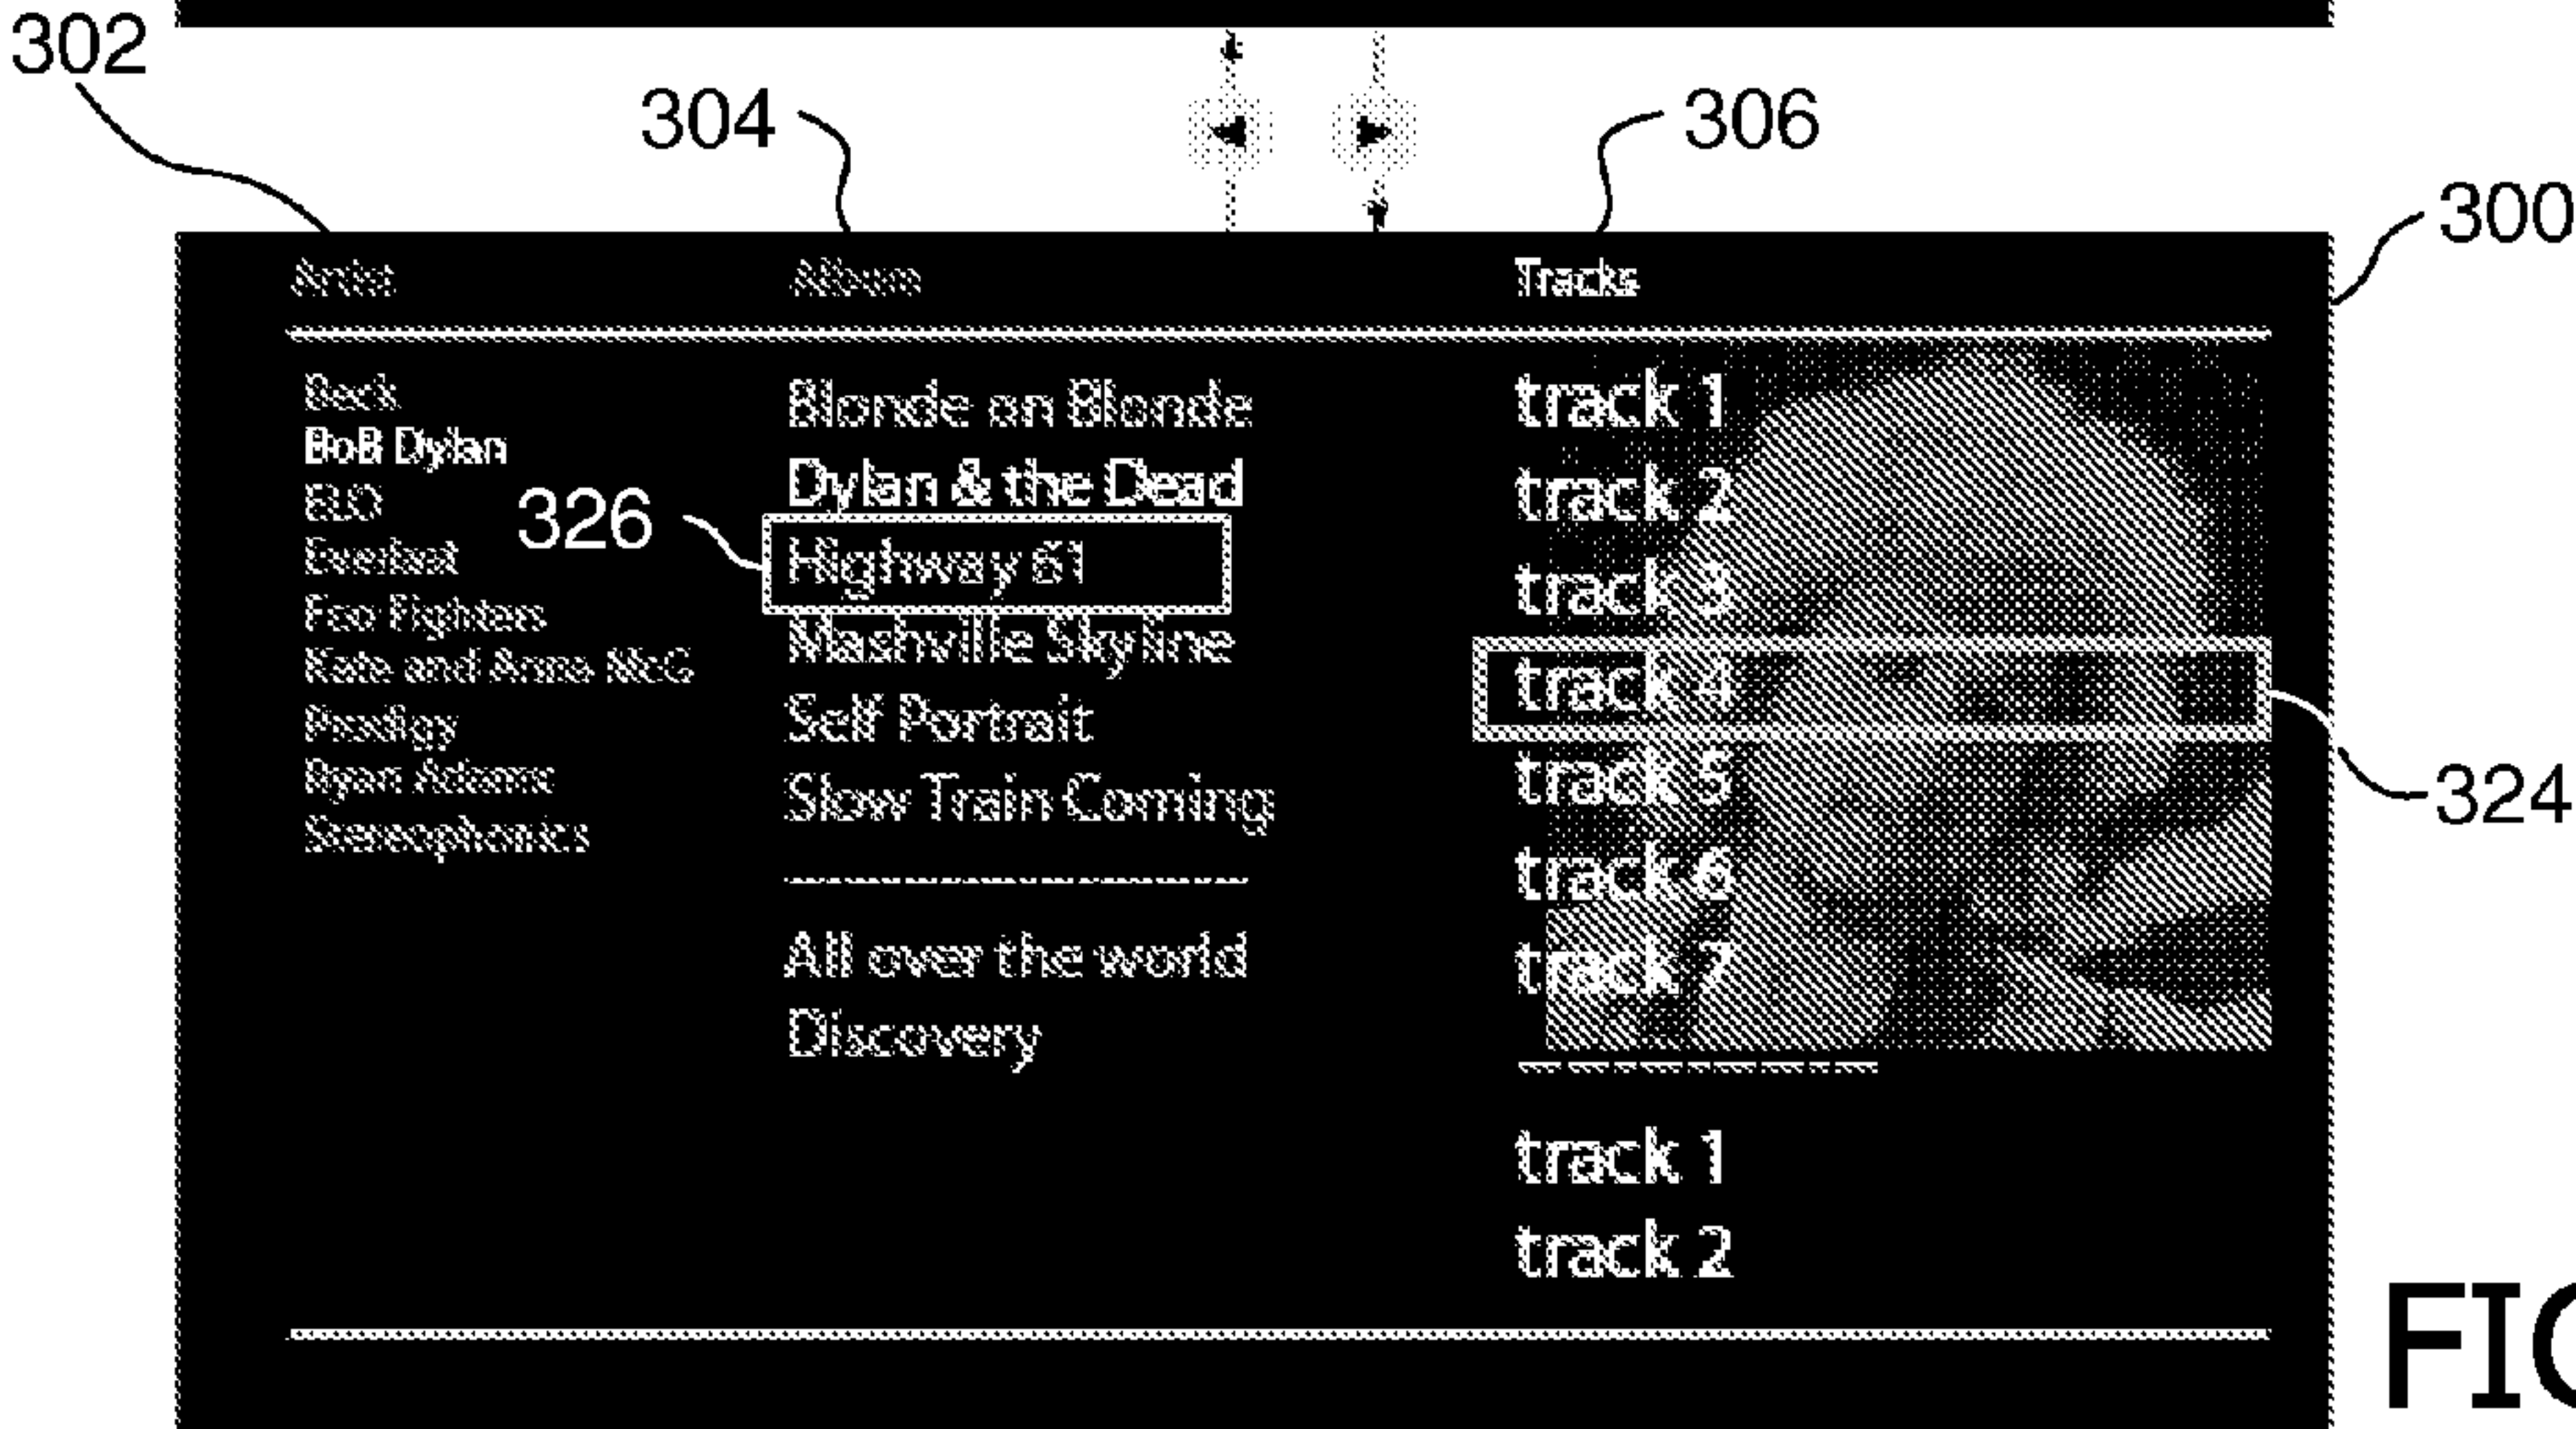 302
304
306
300
Artist
Album
Tracks
Beck
BoB Dylan
ELO
Everlast
Foo Fighters
Kate and Anna McG
Prodigy
Ryan Adams
Stereophonics
326
Blonde on Blonde
Dylan & the Dead
Highway 61
Nashville Skyline
Self Portrait
Slow Train Coming
All over the world
Discovery
track 1
track 2
track 3
track 4
track 5
track 6
track 7
track 1
track 2
324